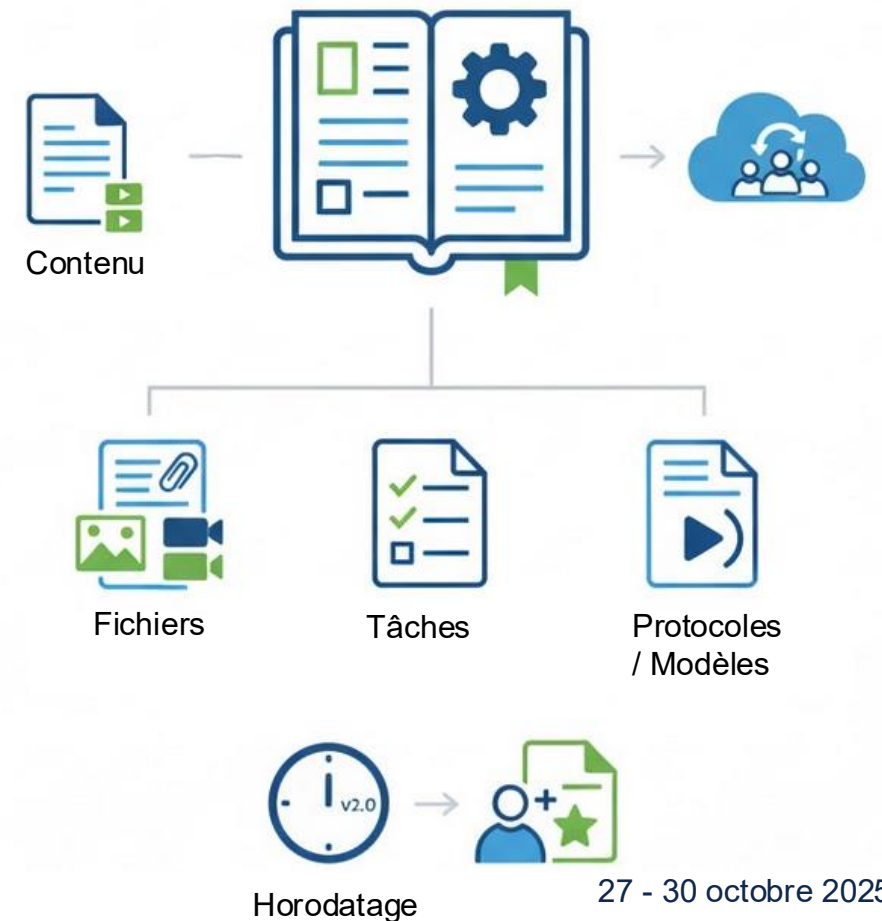 Contenu
Fichiers
Tâches
Protocoles
/ Modèles
v2.0
Horodatage
27 - 30 octobre 2025